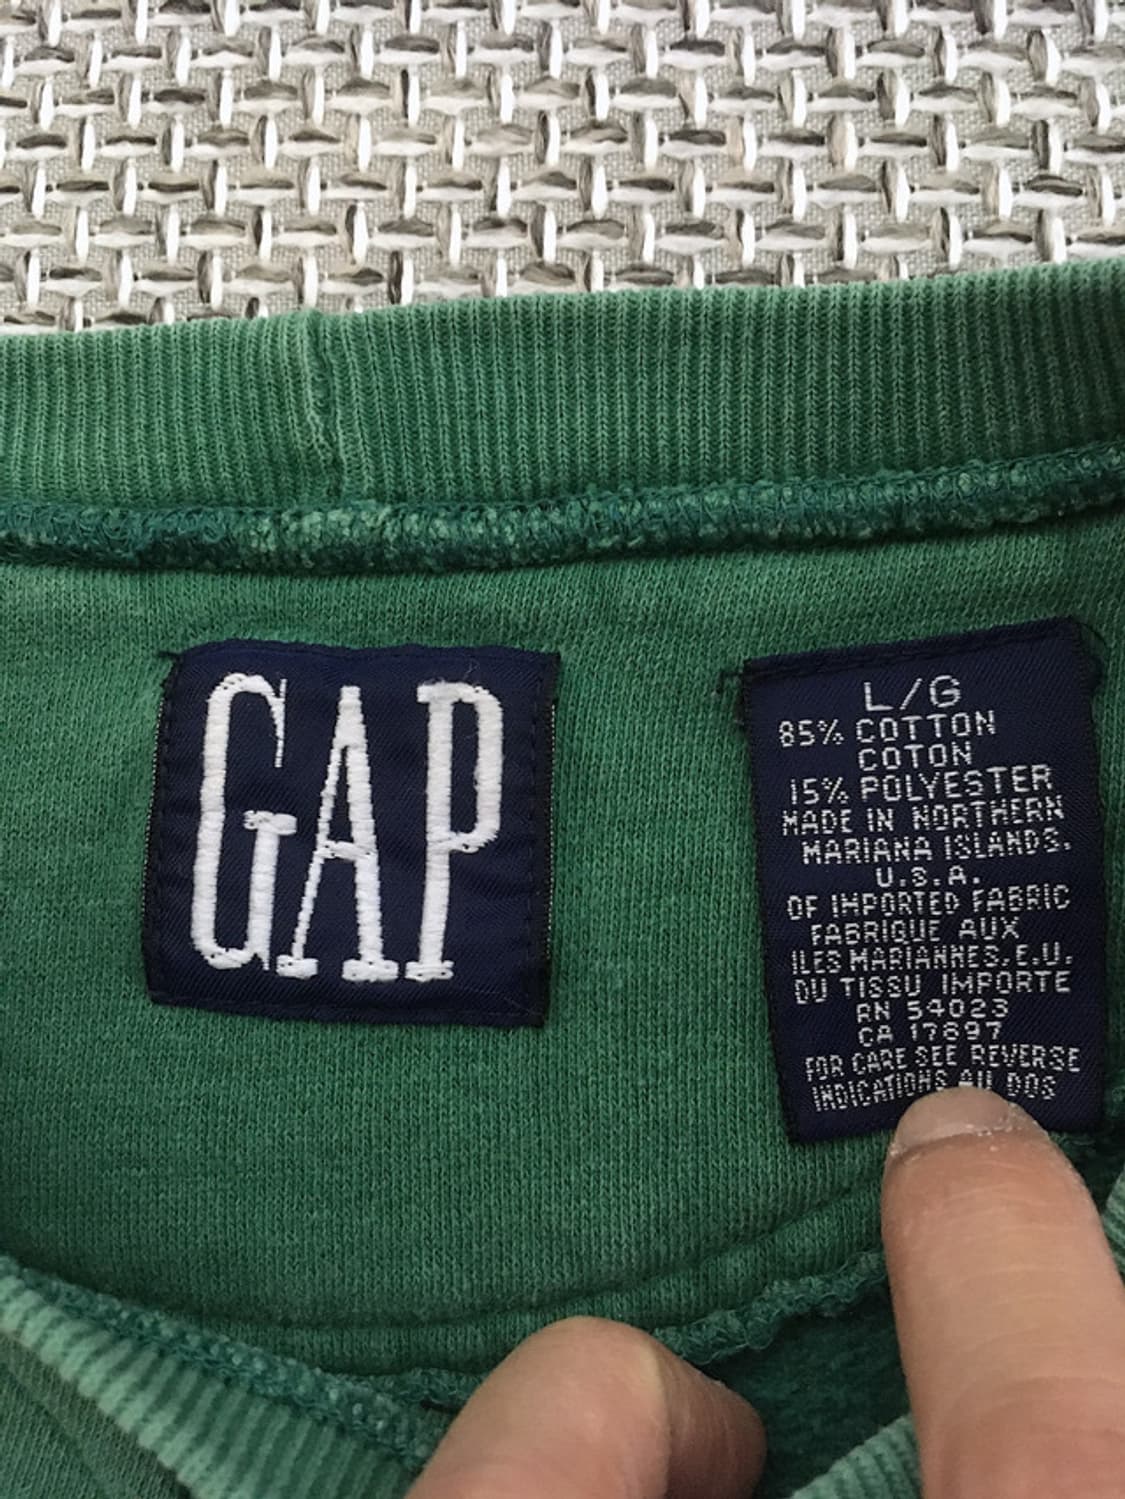 GAP
L/G
85% COTTON
COTON
15% POLYESTER
MADE IN NORTHERN
MARIANA ISLANDS.
U.S.A.
OF IMPORTED FABRIC
FABRIQUE AUX
ILES MARIANNES.E.U.
DU TISSU IMPORTE
RN 54023
CA 17897
FOR CARE SEE REVERSE
INDICATIONS AU DOS